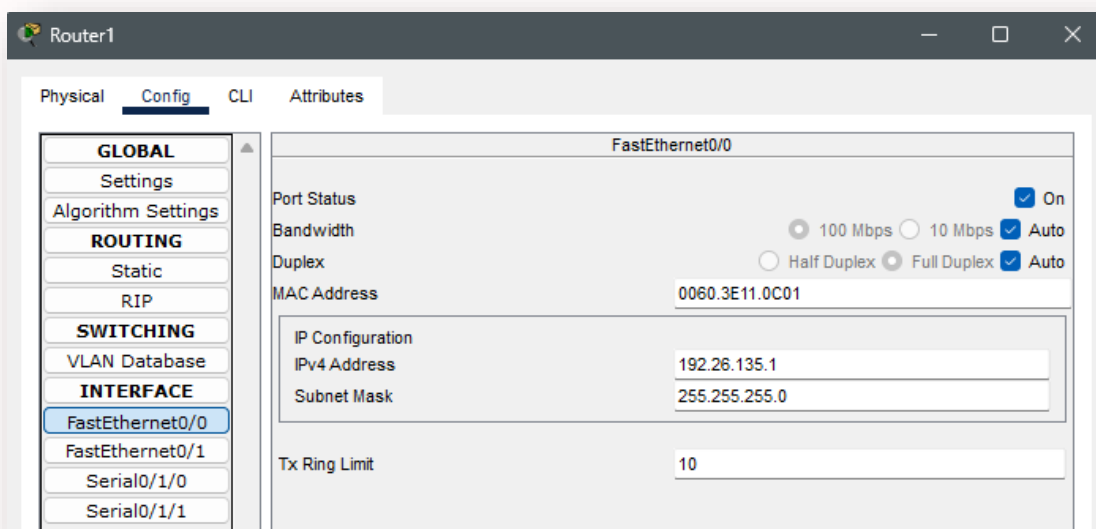 Router1
Physical Config CLI Attributes
GLOBAL
Settings
Algorithm Settings
ROUTING
Static
RIP
SWITCHING
VLAN Database
INTERFACE
FastEthernet0/0
FastEthernet0/1
Serial0/1/0
Serial0/1/1
FastEthernet0/0
Port Status On
Bandwidth 100 Mbps 10 Mbps Auto
Duplex Half Duplex Full Duplex Auto
MAC Address 0060.3E11.0C01
IP Configuration
IPv4 Address 192.26.135.1
Subnet Mask 255.255.255.0
Tx Ring Limit 10